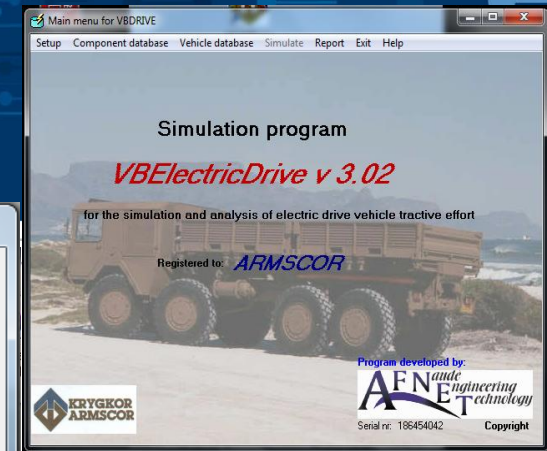 Main menu for VBDRIVE
Setup Component database Vehicle database Simulate Report Exit Help
Simulation program
VBElectricDrive v 3.02
for the simulation and analysis of electric drive vehicle tractive effort
Registered to: ARMSCOR
Program developed by:
AFNaude
Engineering
Technology
Serial nr: 186454042 Copyright
KRYGKOR
ARMSCOR